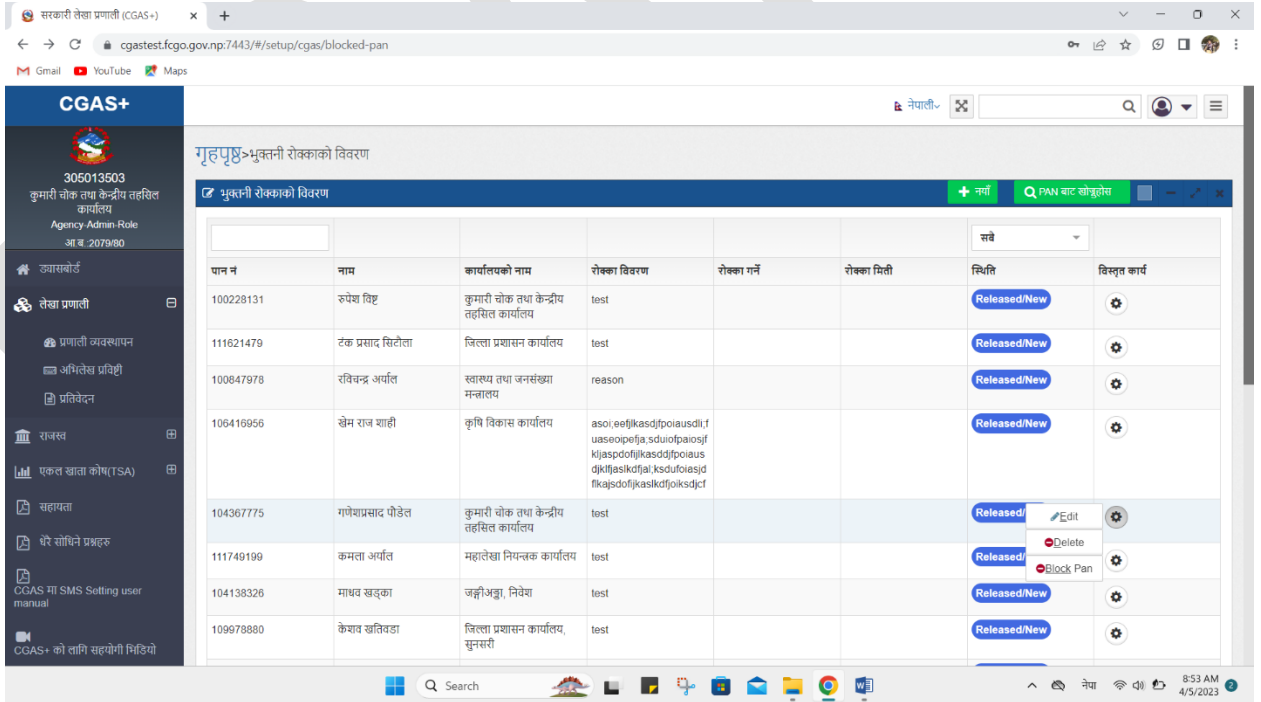 सरकारी लेखा प्रणाली (CGAS+)
cgastest.fcgo.gov.np:7443/#/setup/cgas/blocked-pan
Gmail YouTube Maps
CGAS+
नेपाली
305013503
कुमारी चोक तथा केन्द्रीय तहसिल
कार्यालय
Agency-Admin-Role
आ.ब.:2079/80
गृहपृष्ठ>भुक्तनी रोक्काको विवरण
भुक्तनी रोक्काको विवरण
नयाँ
PAN बाट खोज्नुहोस
ड्यासबोर्ड
लेखा प्रणाली
प्रणाली व्यवस्थापन
अभिलेख प्रविष्टी
प्रतिवेदन
राजस्व
एकल खाता कोष(TSA)
सहायता
धेरै सोधिने प्रश्नहरु
CGAS मा SMS Setting user
manual
CGAS+ को लागि सहयोगी भिडियो
सबै
पान नं नाम कार्यालयको नाम रोक्का विवरण रोक्का गर्ने रोक्का मिती स्थिति विस्तृत कार्य
100228131 रुपेश विष्ट कुमारी चोक तथा केन्द्रीय test Released/New
तहसिल कार्यालय
111621479 टंक प्रसाद सिटौला जिल्ला प्रशासन कार्यालय test Released/New
100847978 रविचन्द्र अर्याल स्वास्थ्य तथा जनसंख्या reason Released/New
मन्त्रालय
106416956 खेम राज शाही कृषि विकास कार्यालय asoi;eefjlkasdjfpoiausdli;f Released/New
uaseoipefja,sduiofpaiosjf
kljaspdofijlkasddjfpoiaus
djklfjaslkdfjal;ksdufoiasjd
flkajsdofijkaslkdfjoiksdjcf
104367775 गणेशप्रसाद पौडेल कुमारी चोक तथा केन्द्रीय test Released/
तहसिल कार्यालय
Edit
Delete
Block Pan
111749199 कमला अर्याल महालेखा नियन्त्रक कार्यालय test Released/
104138326 माधव खड्का जङ्गीअड्डा, निवेश test Released/New
109978880 केशव खतिवडा जिल्ला प्रशासन कार्यालय, test Released/New
सुनसरी
Search
नेपा
8:53 AM
4/5/2023
2